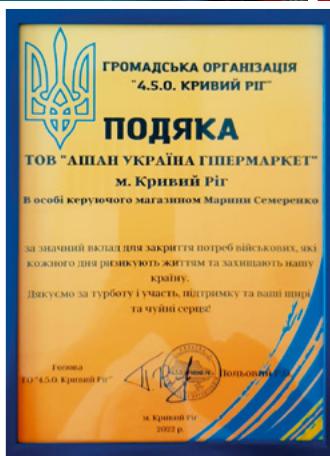 ГРОМАДСЬКА ОРГАНІЗАЦІЯ
"4.5.0. КРИВИЙ РІГ"
ПОДЯКА
ТОВ "АШАН УКРАЇНА ГІПЕРМАРКЕТ"
м. Кривий Ріг
В особі керуючого магазином Марини Семеренко
за значний вклад для закриття потреб військових, які
кожного дня ризикують життям та захищають нашу
країну.
Дякуємо за турботу і участь, підтримку та ваші щирі
та чуйні серця!
Голова
ГО "4.5.0. Кривий Ріг"
м. Кривий Ріг
2022 р.